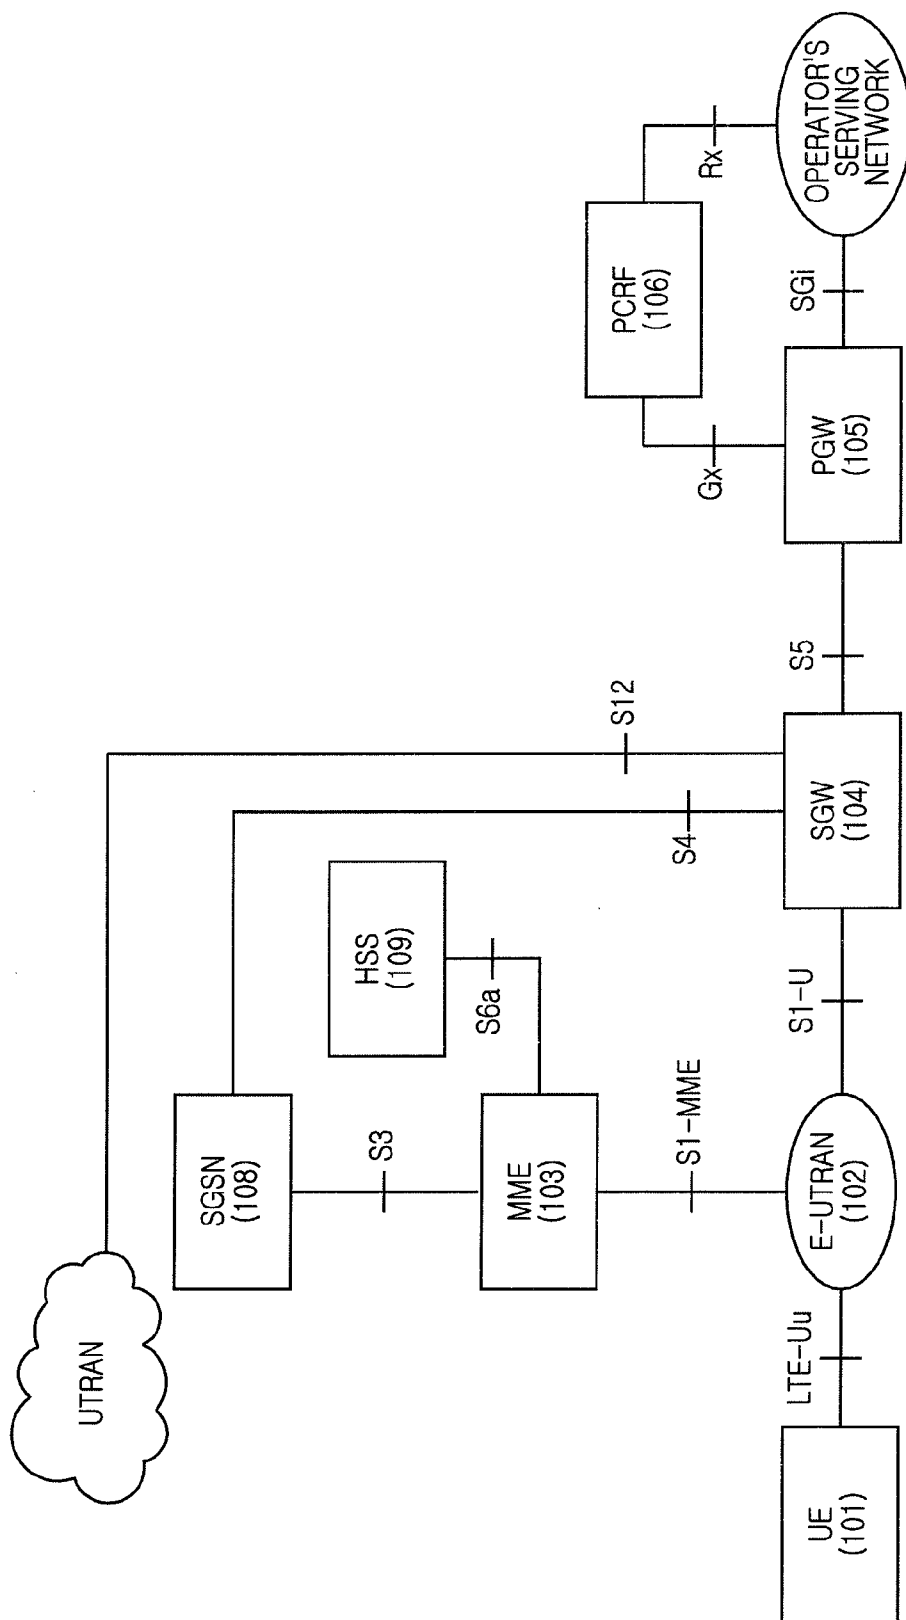 UTRAN
SGSN
(108)
HSS
(109)
S3
S6a
S12
S4
MME
(103)
PCRF
(106)
S1-MME
Gx
Rx
LTE-Uu
S1-U
S5
SGi
UE
(101)
E-UTRAN
(102)
SGW
(104)
PGW
(105)
OPERATOR'S
SERVING
NETWORK